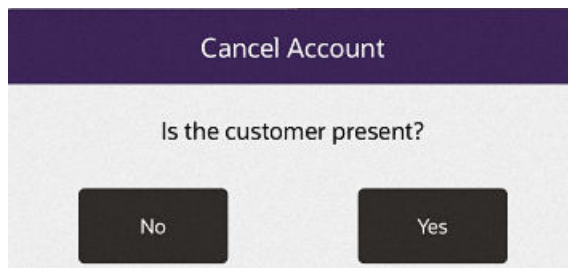 Cancel Account
Is the customer present?
No Yes